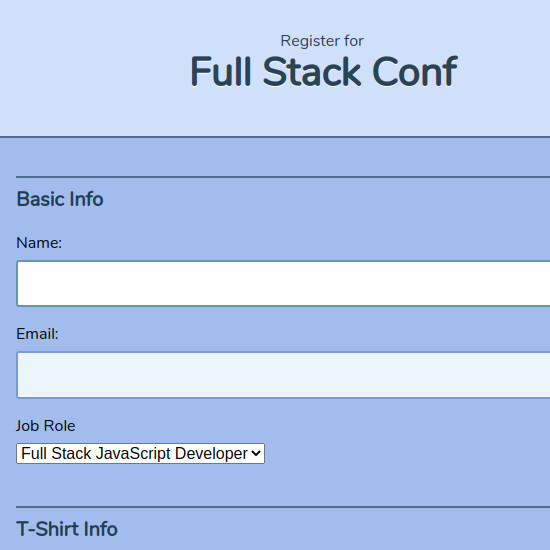 Register for
Full Stack Conf
Basic Info
Name:
Email:
Job Role
Full Stack JavaScript Developer
T-Shirt Info